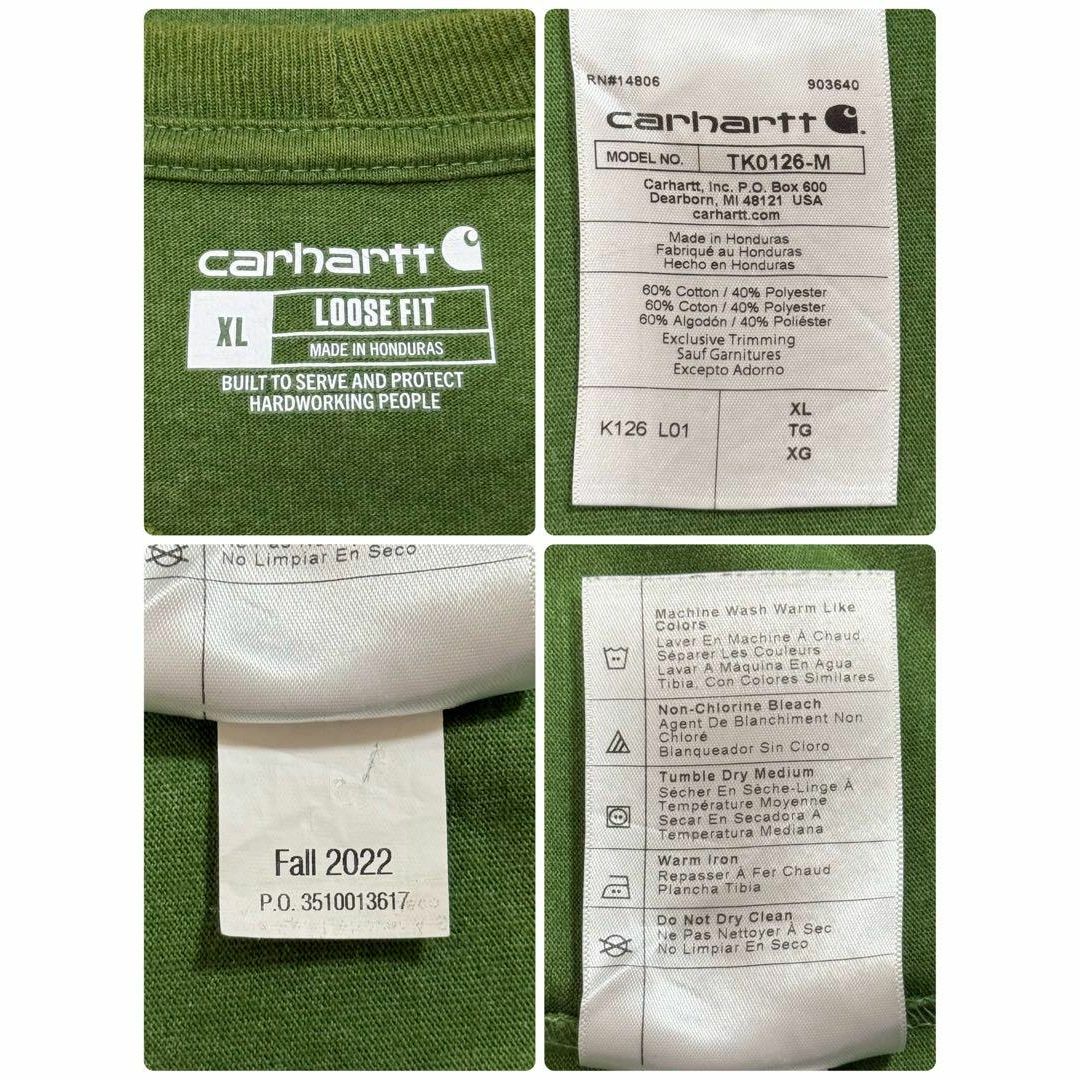 carhartt
XL
LOOSE FIT
MADE IN HONDURAS
BUILT TO SERVE AND PROTECT
HARDWORKING PEOPLE
RN#14806 903640
carhartt
MODEL NO. TK0126-M
Carhartt, Inc. P.O. Box 600
Dearborn, MI 48121 USA
carhartt.com
Made in Honduras
Fabriqué au Honduras
Hecho en Honduras
60% Cotton / 40% Polyester
60% Coton / 40% Polyester
60% Algodón / 40% Poliéster
Exclusive Trimming
Sauf Garnitures
Excepto Adorno
K126 L01
XL
TG
XG
No Limpiar En Seco
Fall 2022
P.O. 3510013617
Machine Wash Warm Like
Colors
Laver En Machine À Chaud
Séparer Les Couleurs
Lavar A Máquina En Agua
Tibia, Con Colores Similares
Non-Chlorine Bleach
Agent De Blanchiment Non
Chloré
Blanqueador Sin Cloro
Tumble Dry Medium
Sécher En Sèche-Linge À
Température Moyenne
Secar En Secadora A
Temperatura Mediana
Warm Iron
Repasser À Fer Chaud
Plancha Tibia
Do Not Dry Clean
Ne Pas Nettoyer À Sec
No Limpiar En Seco